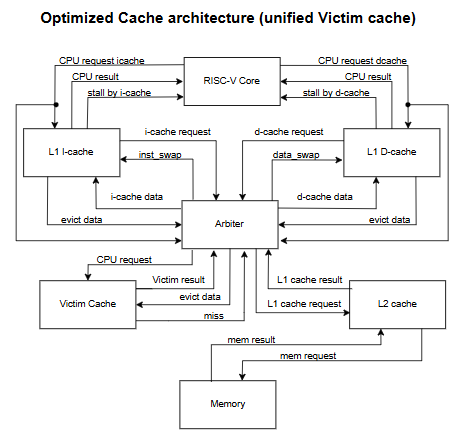 Optimized Cache architecture (unified Victim cache)
CPU request icache
CPU request dcache
CPU result
RISC-V Core
CPU result
stall by i-cache
stall by d-cache
i-cache request
d-cache request
L1 I-cache
inst_swap
data_swap
L1 D-cache
i-cache data
d-cache data
evict data
Arbiter
evict data
CPU request
Victim result
L1 cache result
evict data
Victim Cache
L1 cache request
L2 cache
miss
mem result
mem request
Memory